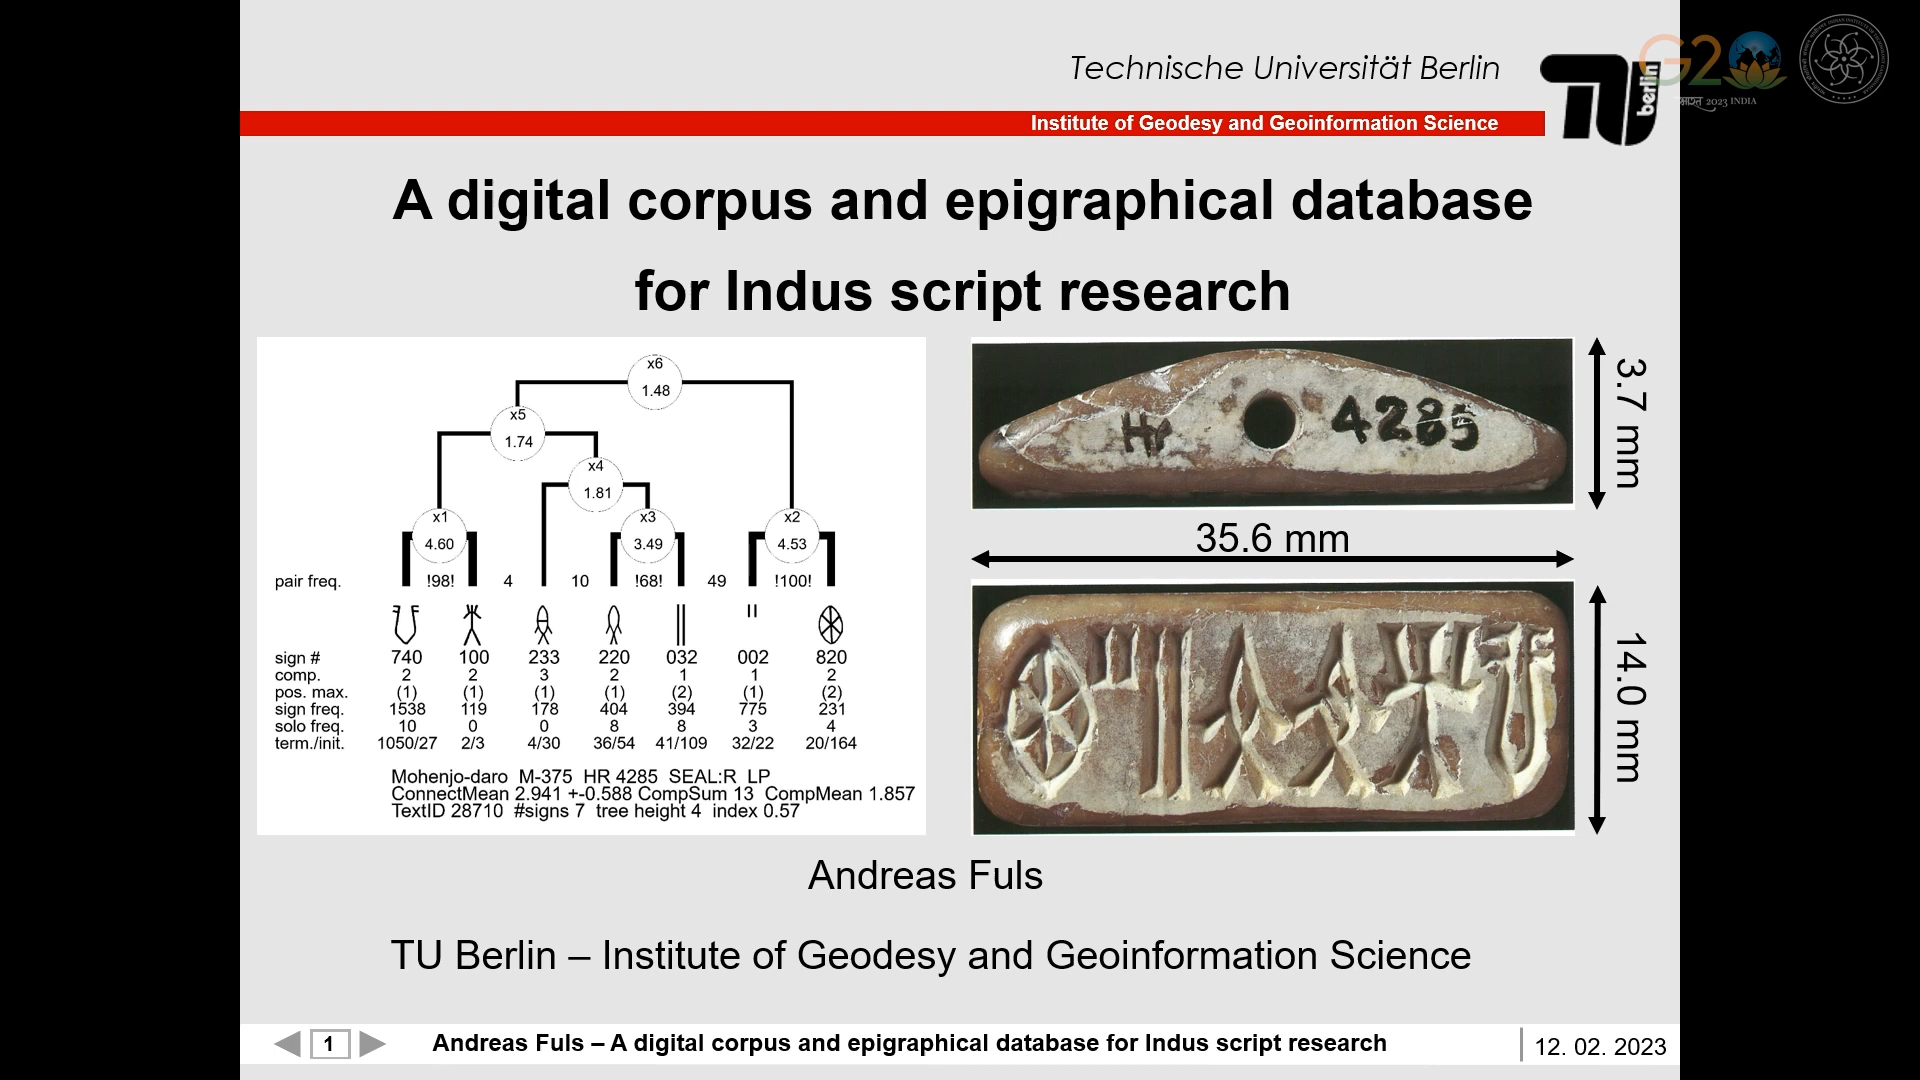 Technische Universität Berlin
berlin
G20
भारत 2023 INDIA
Institute of Geodesy and Geoinformation Science
A digital corpus and epigraphical database
for Indus script research
x6
1.48
x5
1.74
x4
1.81
x1
4.60
x3
3.49
x2
4.53
pair freq. !98! 4 10 !68! 49 !100!
sign # 740 100 233 220 032 002 820
comp. 2 2 3 2 1 1 2
pos. max. (1) (1) (1) (1) (2) (1) (2)
sign freq. 1538 119 178 404 394 775 231
solo freq. 10 0 0 8 8 3 4
term./init. 1050/27 2/3 4/30 36/54 41/109 32/22 20/164
Mohenjo-daro M-375 HR 4285 SEAL:R LP
ConnectMean 2.941 +-0.588 CompSum 13 CompMean 1.857
TextID 28710 #signs 7 tree height 4 index 0.57
Hr 4285
3.7 mm
35.6 mm
14.0 mm
Andreas Fuls
TU Berlin – Institute of Geodesy and Geoinformation Science
1
Andreas Fuls – A digital corpus and epigraphical database for Indus script research
12. 02. 2023